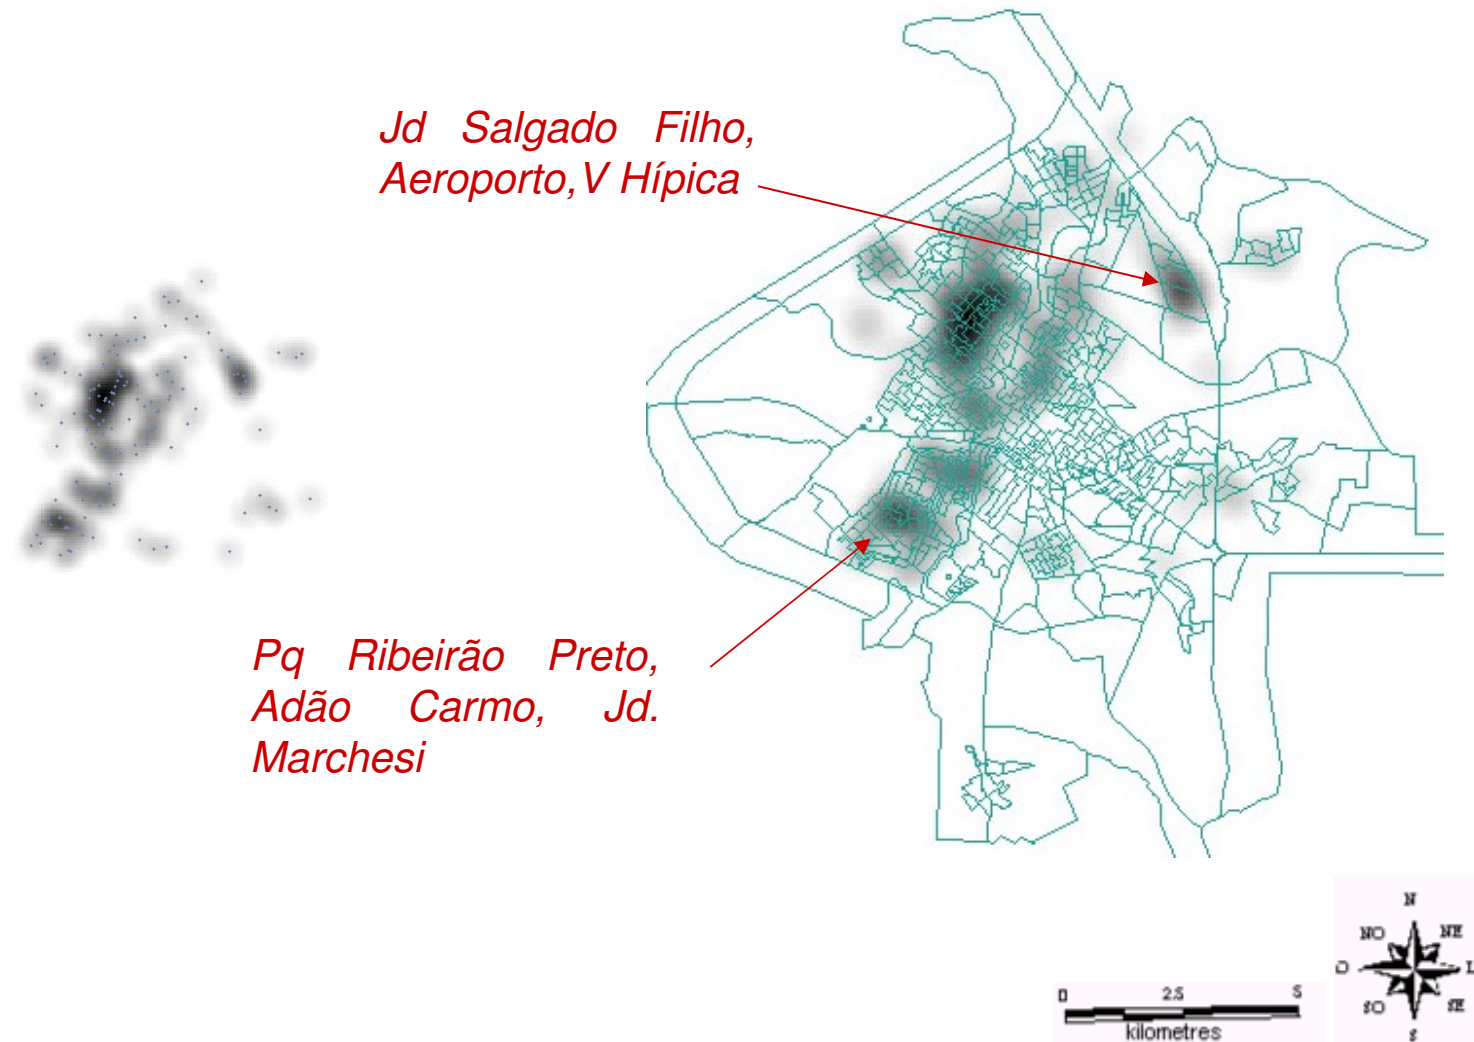 Jd Salgado Filho,
Aeroporto,V Hípica
Pq Ribeirão Preto,
Adão Carmo, Jd.
Marchesi
0 2.5 5
kilometres
N
NO NE
O L
SO SE
S